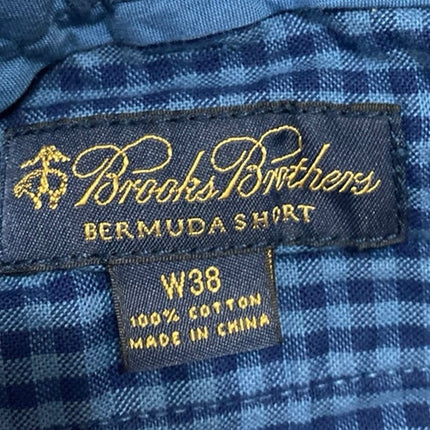 Brooks Brothers
BERMUDA SHORT
W38
100% COTTON
MADE IN CHINA